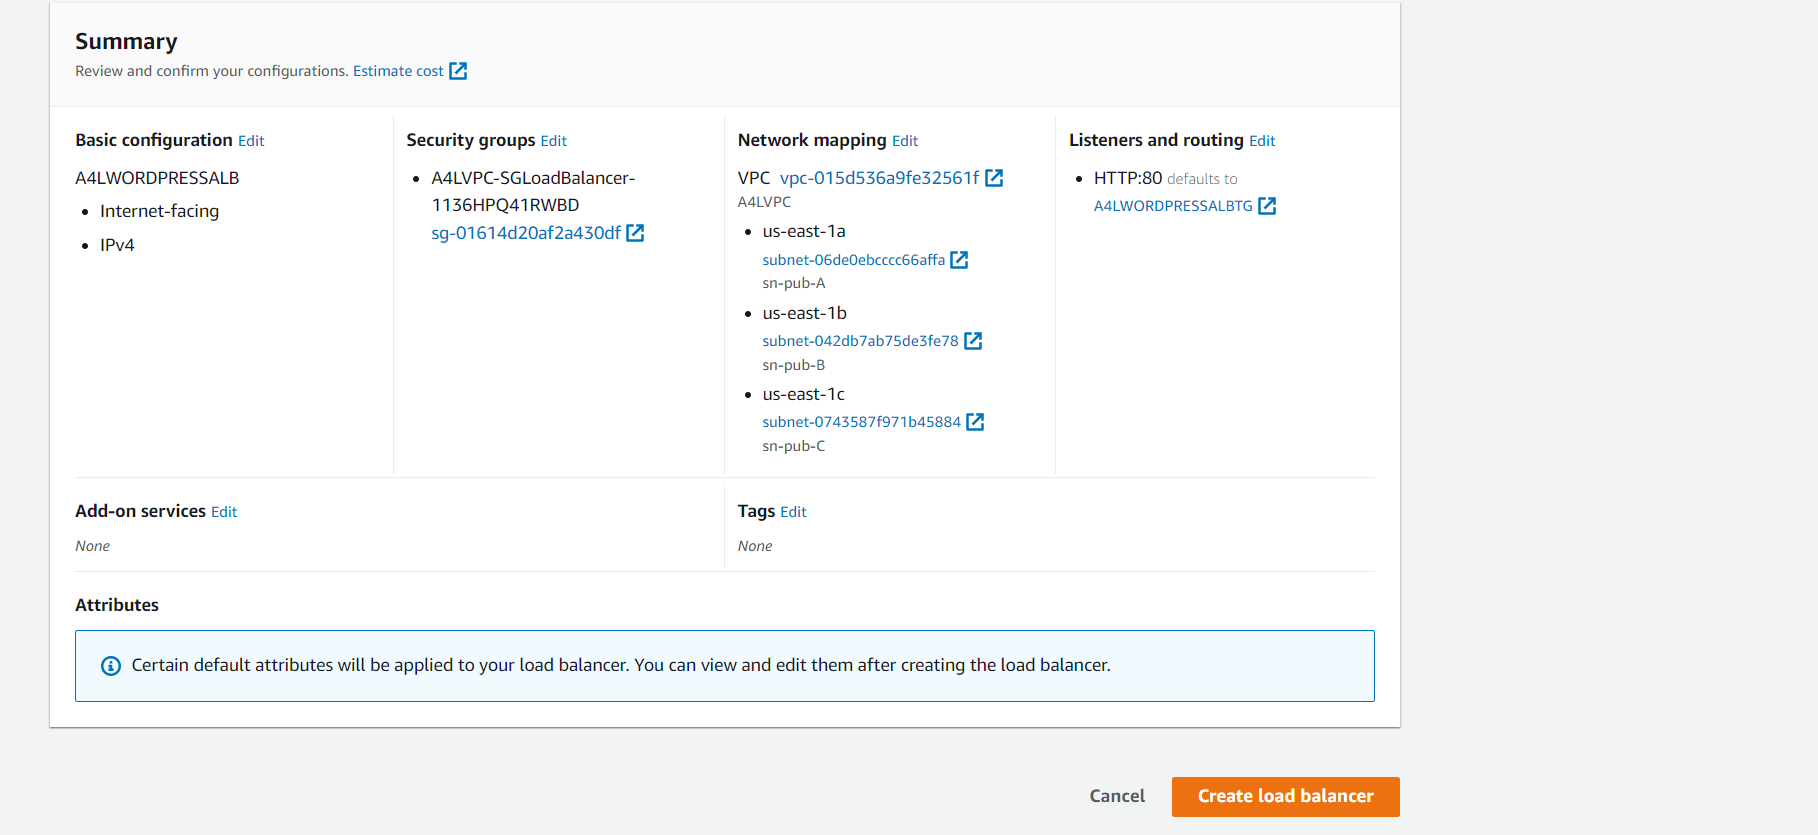 Summary
Review and confirm your configurations. Estimate cost
Basic configuration Edit
A4LWORDPRESSALB
Internet-facing
IPv4
Security groups Edit
A4LVPC-SGLoadBalancer-
1136HPQ41RWBD
sg-01614d20af2a430df
Network mapping Edit
VPC vpc-015d536a9fe32561f
A4LVPC
us-east-1a
subnet-06de0ebcccc66affa
sn-pub-A
us-east-1b
subnet-042db7ab75de3fe78
sn-pub-B
us-east-1c
subnet-0743587f971b45884
sn-pub-C
Listeners and routing Edit
HTTP:80 defaults to
A4LWORDPRESSALBTG
Add-on services Edit
None
Tags Edit
None
Attributes
Certain default attributes will be applied to your load balancer. You can view and edit them after creating the load balancer.
Cancel
Create load balancer